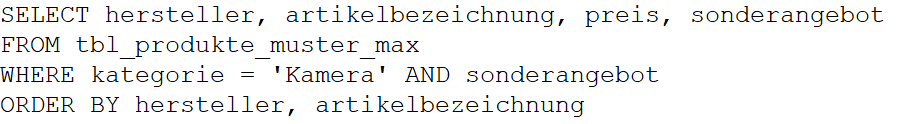 SELECT hersteller, artikelbezeichnung, preis, sonderangebot
FROM tbl_produkte_muster_max
WHERE kategorie = 'Kamera' AND sonderangebot
ORDER BY hersteller, artikelbezeichnung